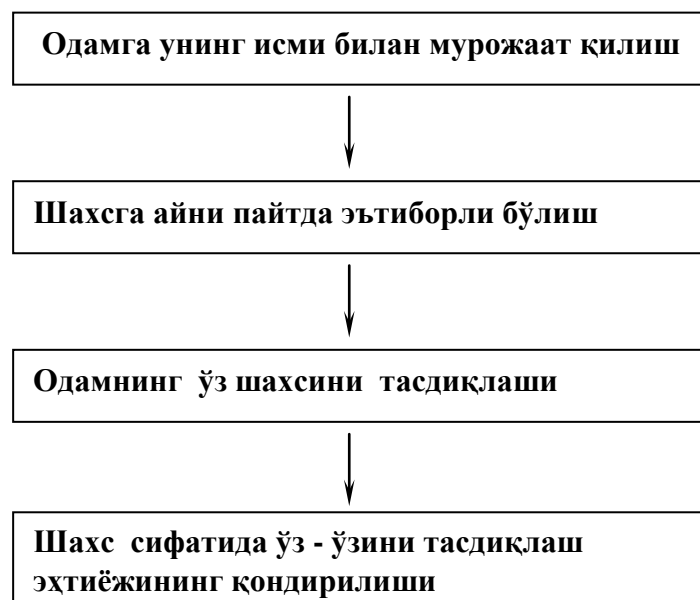 Одамга унинг исми билан мурожаат қилиш
Шахсга айни пайтда эътиборли бўлиш
Одамнинг ўз шахсини тасдиқлаши
Шахс сифатида ўз - ўзини тасдиқлаш
эҳтиёжининг қондирилиши